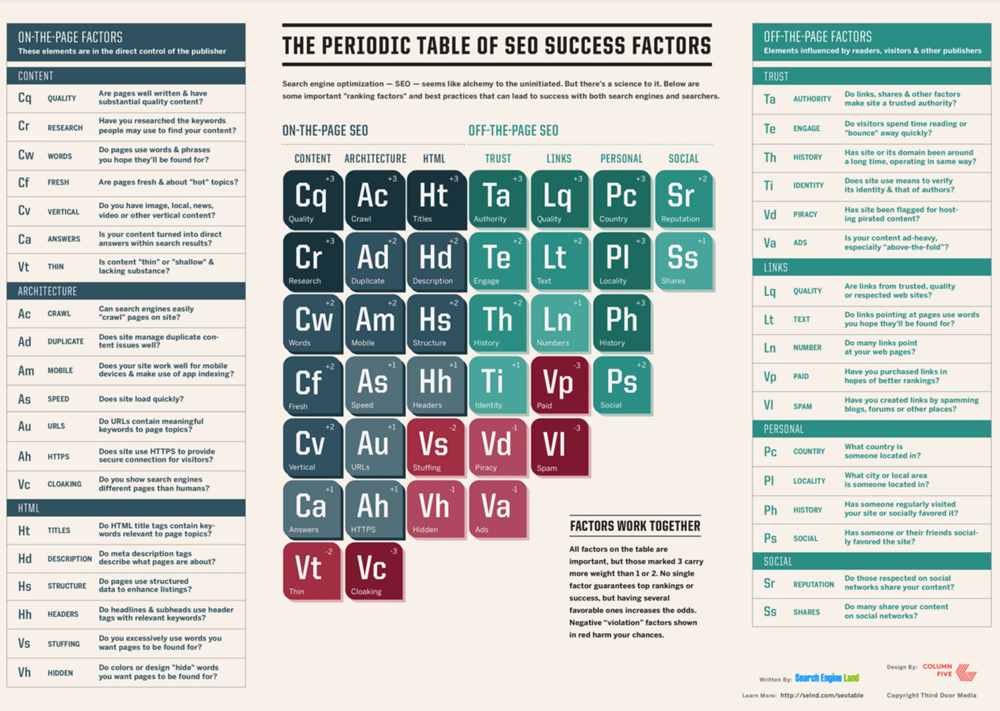 ON-THE-PAGE FACTORS
These elements are in the direct control of the publisher
CONTENT
Cq QUALITY Are pages well written & have
substantial quality content?
Cr RESEARCH Have you researched the keywords
people may use to find your content?
Cw WORDS Do pages use words & phrases
you hope they'll be found for?
Cf FRESH Are pages fresh & about "hot" topics?
Cv VERTICAL Do you have image, local, news,
video or other vertical content?
Ca ANSWERS Is your content turned into direct
answers within search results?
Vt THIN Is content "thin" or "shallow" &
lacking substance?
ARCHITECTURE
Ac CRAWL Can search engines easily
"crawl" pages on site?
Ad DUPLICATE Does site manage duplicate con-
tent issues well?
Am MOBILE Does your site work well for mobile
devices & make use of app indexing?
As SPEED Does site load quickly?
Au URLS Do URLs contain meaningful
keywords to page topics?
Ah HTTPS Does site use HTTPS to provide
secure connection for visitors?
Vc CLOAKING Do you show search engines
different pages than humans?
HTML
Ht TITLES Do HTML title tags contain key-
words relevant to page topics?
Hd DESCRIPTION Do meta description tags
describe what pages are about?
Hs STRUCTURE Do pages use structured
data to enhance listings?
Hh HEADERS Do headlines & subheads use header
tags with relevant keywords?
Vs STUFFING Do you excessively use words you
want pages to be found for?
Vh HIDDEN Do colors or design "hide" words
you want pages to be found for?
THE PERIODIC TABLE OF SEO SUCCESS FACTORS
Search engine optimization — SEO — seems like alchemy to the uninitiated. But there's a science to it. Below are
some important "ranking factors" and best practices that can lead to success with both search engines and searchers.
ON-THE-PAGE SEO OFF-THE-PAGE SEO
CONTENT ARCHITECTURE HTML TRUST LINKS PERSONAL SOCIAL
+3 +3 +3 +3 +3 +3 +2
Cq Ac Ht Ta Lq Pc Sr
Quality Crawl Titles Authority Quality Country Reputation
+3 +2 +2 +2 +2 +3 +1
Cr Ad Hd Te Lt Pl Ss
Research Duplicate Description Engage Text Locality Shares
+2 +2 +2 +2 +1 +3
Cw Am Hs Th Ln Ph
Words Mobile Structure History Numbers History
+2 +1 +1 +1 -3 +2
Cf As Hh Ti Vp Ps
Fresh Speed Headers Identity Paid Social
+2 +1 -2 -1 -3
Cv Au Vs Vd Vl
Vertical URLs Stuffing Piracy Spam
+1 +1 -1 -1
Ca Ah Vh Va
Answers HTTPS Hidden Ads
-2 -3
Vt Vc
Thin Cloaking
FACTORS WORK TOGETHER
All factors on the table are
important, but those marked 3 carry
more weight than 1 or 2. No single
factor guarantees top rankings or
success, but having several
favorable ones increases the odds.
Negative “violation” factors shown
in red harm your chances.
OFF-THE-PAGE FACTORS
Elements influenced by readers, visitors & other publishers
TRUST
Ta AUTHORITY Do links, shares & other factors
make site a trusted authority?
Te ENGAGE Do visitors spend time reading or
"bounce" away quickly?
Th HISTORY Has site or its domain been around
a long time, operating in same way?
Ti IDENTITY Does site use means to verify
its identity & that of authors?
Vd PIRACY Has site been flagged for host-
ing pirated content?
Va ADS Is your content ad-heavy,
especially “above-the-fold”?
LINKS
Lq QUALITY Are links from trusted, quality
or respected web sites?
Lt TEXT Do links pointing at pages use words
you hope they'll be found for?
Ln NUMBER Do many links point
at your web pages?
Vp PAID Have you purchased links in
hopes of better rankings?
Vl SPAM Have you created links by spamming
blogs, forums or other places?
PERSONAL
Pc COUNTRY What country is
someone located in?
Pl LOCALITY What city or local area
is someone located in?
Ph HISTORY Has someone regularly visited
your site or socially favored it?
Ps SOCIAL Has someone or their friends social-
ly favored the site?
SOCIAL
Sr REPUTATION Do those respected on social
networks share your content?
Ss SHARES Do many share your content
on social networks?
Written By: Search Engine Land
Design By: COLUMN
FIVE
Learn More: http://selnd.com/seotable
Copyright Third Door Media